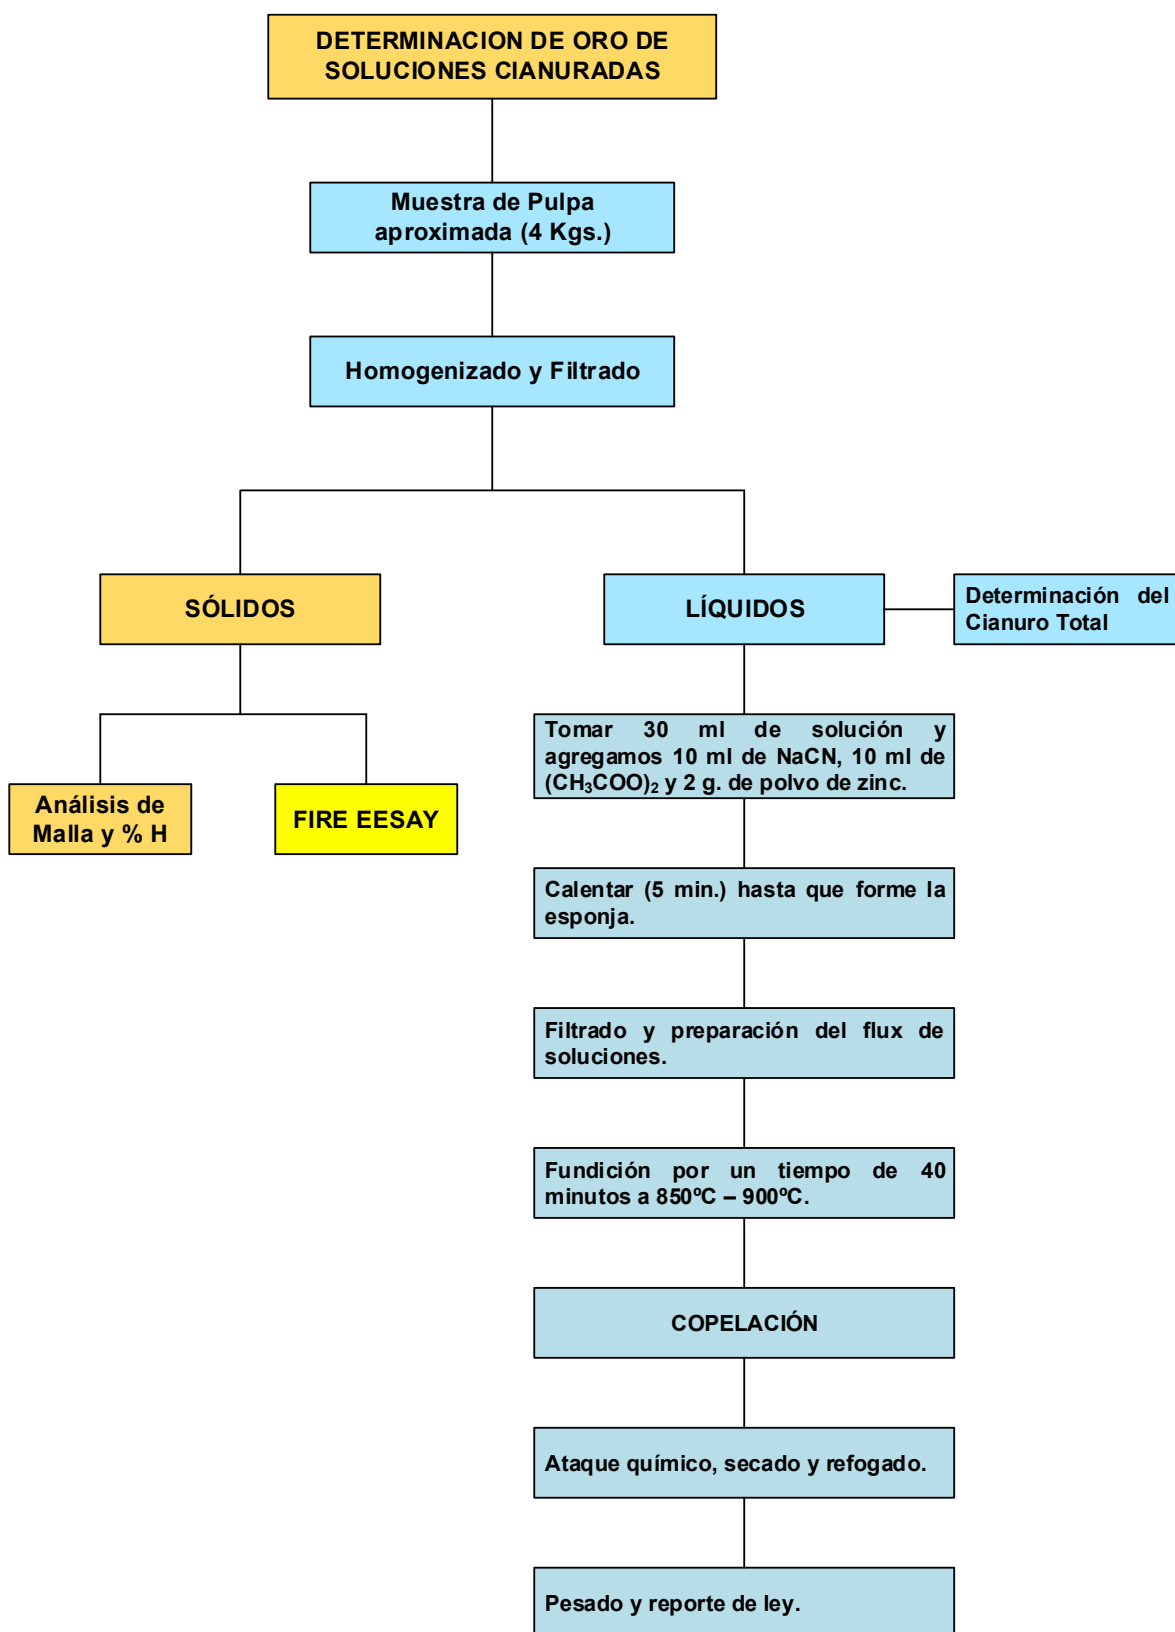 DETERMINACION DE ORO DE
SOLUCIONES CIANURADAS
Muestra de Pulpa
aproximada (4 Kgs.)
Homogenizado y Filtrado
SÓLIDOS
LÍQUIDOS
Determinación del
Cianuro Total
Análisis de
Malla y % H
FIRE EESAY
Tomar 30 ml de solución y
agregamos 10 ml de NaCN, 10 ml de
(CH₃COO)₂ y 2 g. de polvo de zinc.
Calentar (5 min.) hasta que forme la
esponja.
Filtrado y preparación del flux de
soluciones.
Fundición por un tiempo de 40
minutos a 850ºC – 900ºC.
COPELACIÓN
Ataque químico, secado y refogado.
Pesado y reporte de ley.